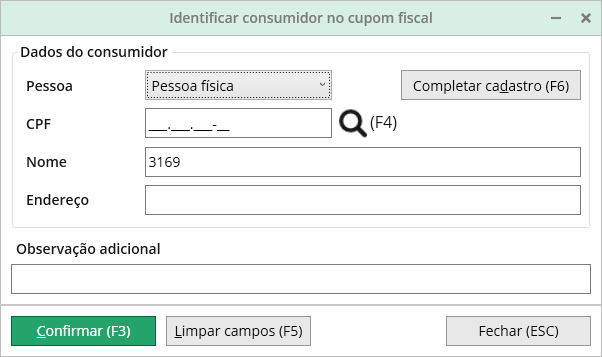 Identificar consumidor no cupom fiscal
Dados do consumidor
Pessoa Pessoa física Completar cadastro (F6)
CPF ___.___.___-__ (F4)
Nome 3169
Endereço
Observação adicional
Confirmar (F3) Limpar campos (F5) Fechar (ESC)